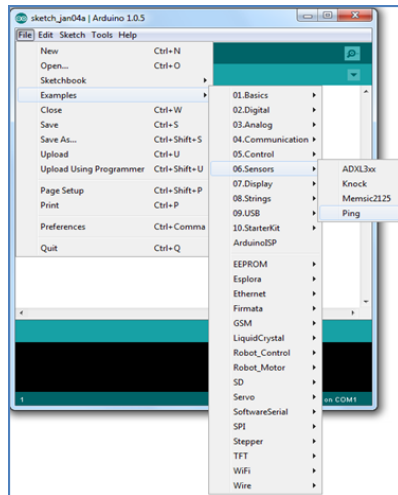 sketch_jan04a | Arduino 1.0.5
File Edit Sketch Tools Help
New Ctrl+N
Open... Ctrl+O
Sketchbook
Examples
Close Ctrl+W
Save Ctrl+S
Save As... Ctrl+Shift+S
Upload Ctrl+U
Upload Using Programmer Ctrl+Shift+U
Page Setup Ctrl+Shift+P
Print Ctrl+P
Preferences Ctrl+Comma
Quit Ctrl+Q
01.Basics
02.Digital
03.Analog
04.Communication
05.Control
06.Sensors
07.Display
08.Strings
09.USB
10.StarterKit
ArduinoISP
EEPROM
Esplora
Ethernet
Firmata
GSM
LiquidCrystal
Robot_Control
Robot_Motor
SD
Servo
SoftwareSerial
SPI
Stepper
TFT
WiFi
Wire
ADXL3xx
Knock
Memsic2125
Ping
1 on COM1